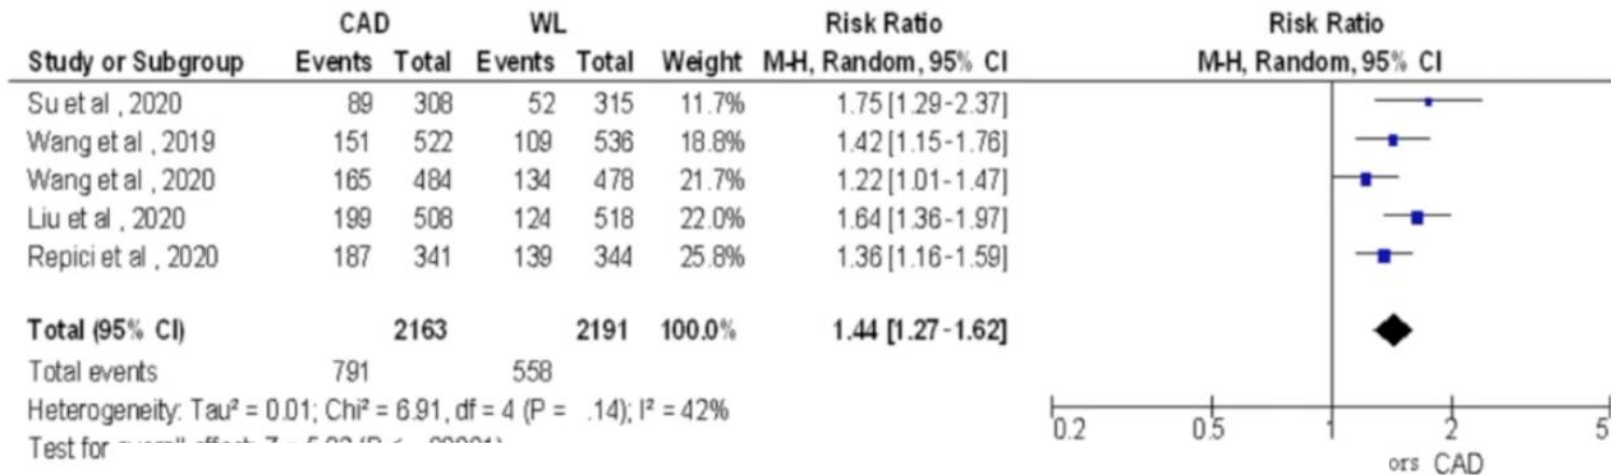 CAD WL Risk Ratio Risk Ratio
Study or Subgroup Events Total Events Total Weight M-H, Random, 95% CI M-H, Random, 95% CI
Su et al , 2020 89 308 52 315 11.7% 1.75 [1.29-2.37]
Wang et al , 2019 151 522 109 536 18.8% 1.42 [1.15-1.76]
Wang et al , 2020 165 484 134 478 21.7% 1.22 [1.01-1.47]
Liu et al , 2020 199 508 124 518 22.0% 1.64 [1.36-1.97]
Repici et al , 2020 187 341 139 344 25.8% 1.36 [1.16-1.59]
Total (95% CI) 2163 2191 100.0% 1.44 [1.27-1.62]
Total events 791 558
Heterogeneity: Tau² = 0.01; Chi² = 6.91, df = 4 (P = .14); I² = 42%
Test for
0.2 0.5 1 2 5
ors CAD